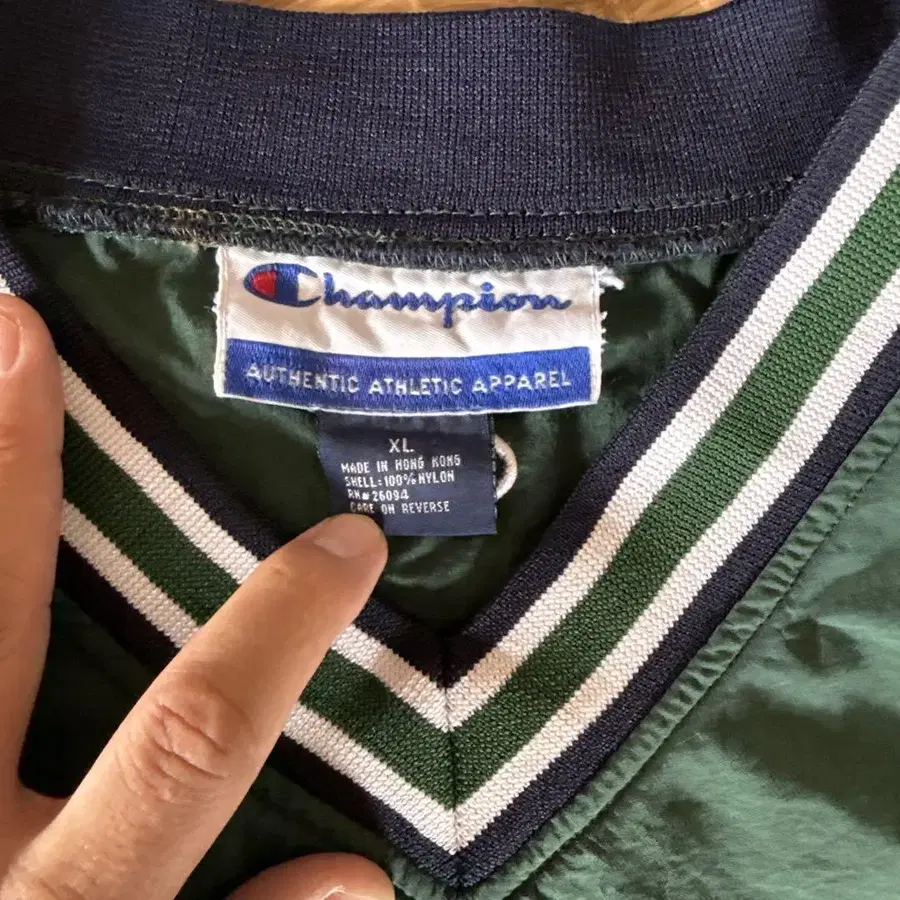 Champion
AUTHENTIC ATHLETIC APPAREL
XL
MADE IN HONG KONG
SHELL: 100% NYLON
RN# 26094
CARE ON REVERSE